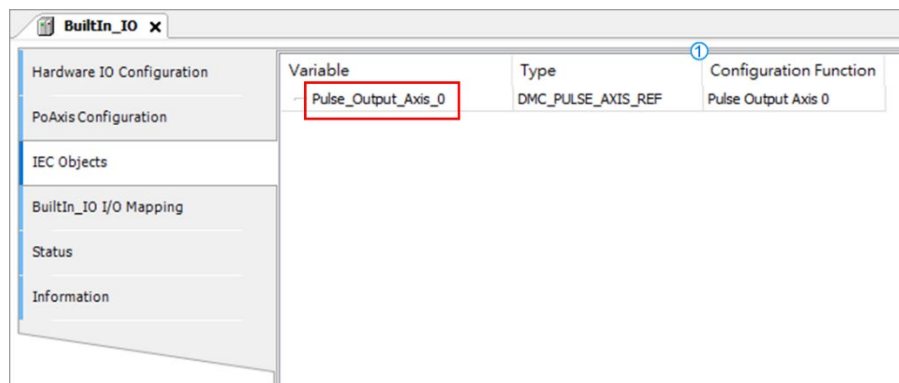 BuiltIn_IO X
Hardware IO Configuration
PoAxis Configuration
IEC Objects
BuiltIn_IO I/O Mapping
Status
Information
1
Variable Type Configuration Function
Pulse_Output_Axis_0 DMC_PULSE_AXIS_REF Pulse Output Axis 0